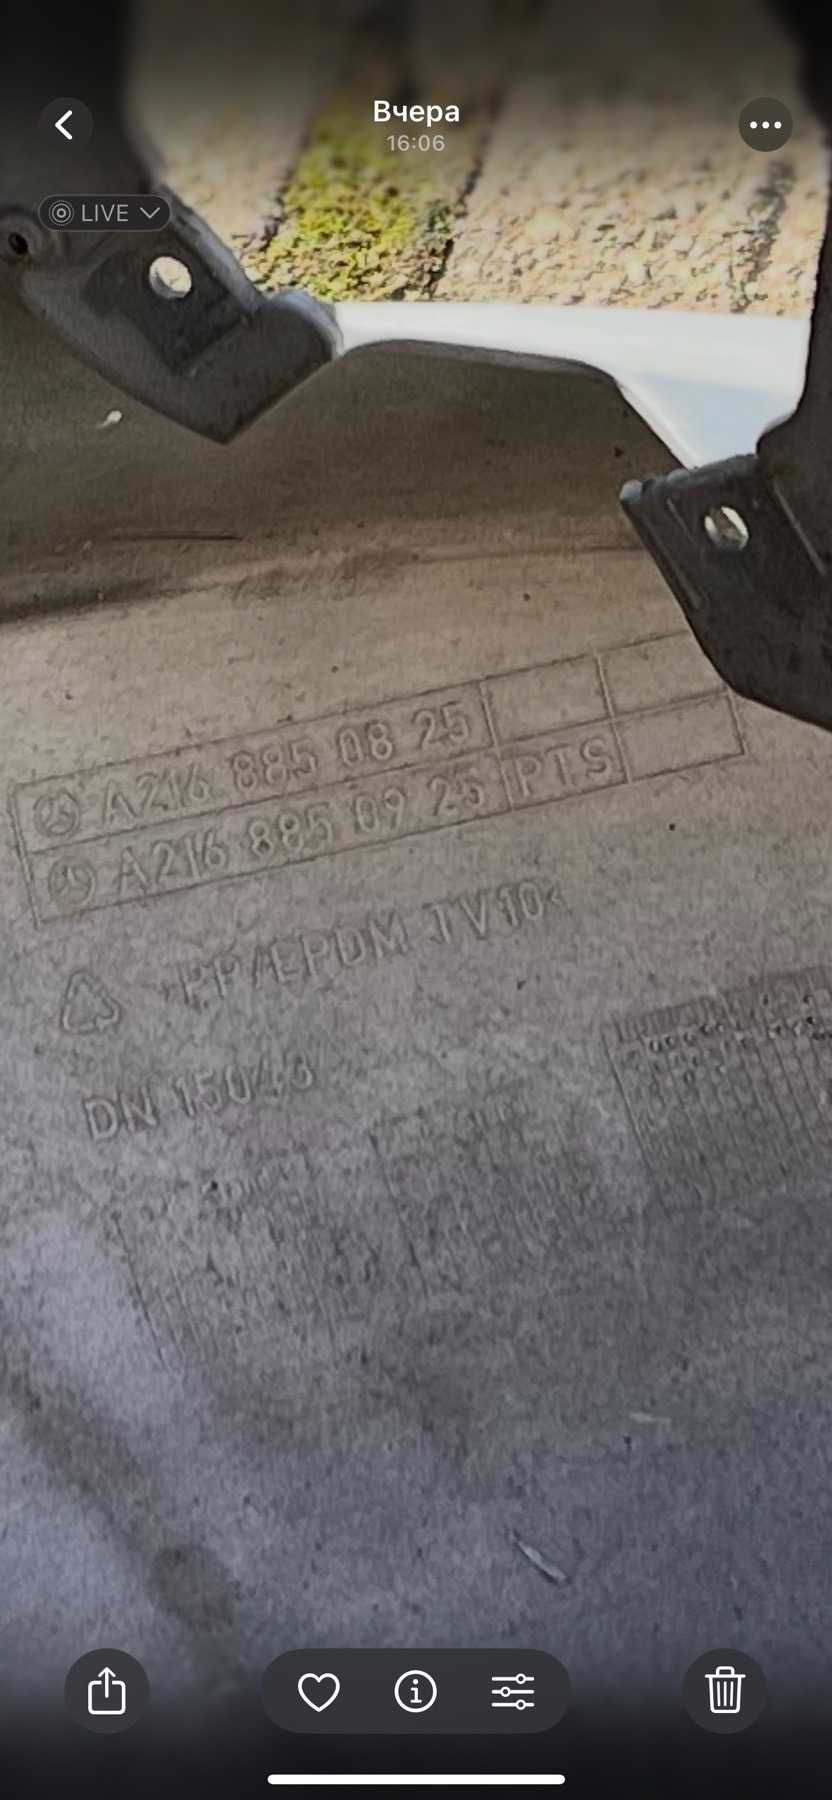 Вчера
16:06
LIVE
A216 885 08 25
A216 885 09 25 PTS
>PP/EPDM TV10<
DN 15043